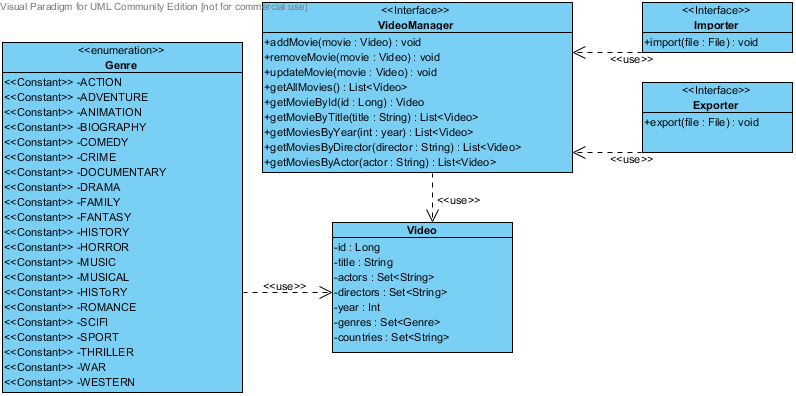 Visual Paradigm for UML Community Edition [not for commercial use]
<<enumeration>>
Genre
<<Constant>> -ACTION
<<Constant>> -ADVENTURE
<<Constant>> -ANIMATION
<<Constant>> -BIOGRAPHY
<<Constant>> -COMEDY
<<Constant>> -CRIME
<<Constant>> -DOCUMENTARY
<<Constant>> -DRAMA
<<Constant>> -FAMILY
<<Constant>> -FANTASY
<<Constant>> -HISTORY
<<Constant>> -HORROR
<<Constant>> -MUSIC
<<Constant>> -MUSICAL
<<Constant>> -HISToRY
<<Constant>> -ROMANCE
<<Constant>> -SCIFI
<<Constant>> -SPORT
<<Constant>> -THRILLER
<<Constant>> -WAR
<<Constant>> -WESTERN
<<Interface>>
VideoManager
+addMovie(movie : Video) : void
+removeMovie(movie : Video) : void
+updateMovie(movie : Video) : void
+getAllMovies() : List<Video>
+getMovieById(id : Long) : Video
+getMovieByTitle(title : String) : List<Video>
+getMoviesByYear(int : year) : List<Video>
+getMoviesByDirector(director : String) : List<Video>
+getMoviesByActor(actor : String) : List<Video>
<<Interface>>
Importer
+import(file : File) : void
<<use>>
<<Interface>>
Exporter
+export(file : File) : void
<<use>>
<<use>>
Video
-id : Long
-title : String
-actors : Set<String>
-directors : Set<String>
-year : Int
-genres : Set<Genre>
-countries : Set<String>
<<use>>